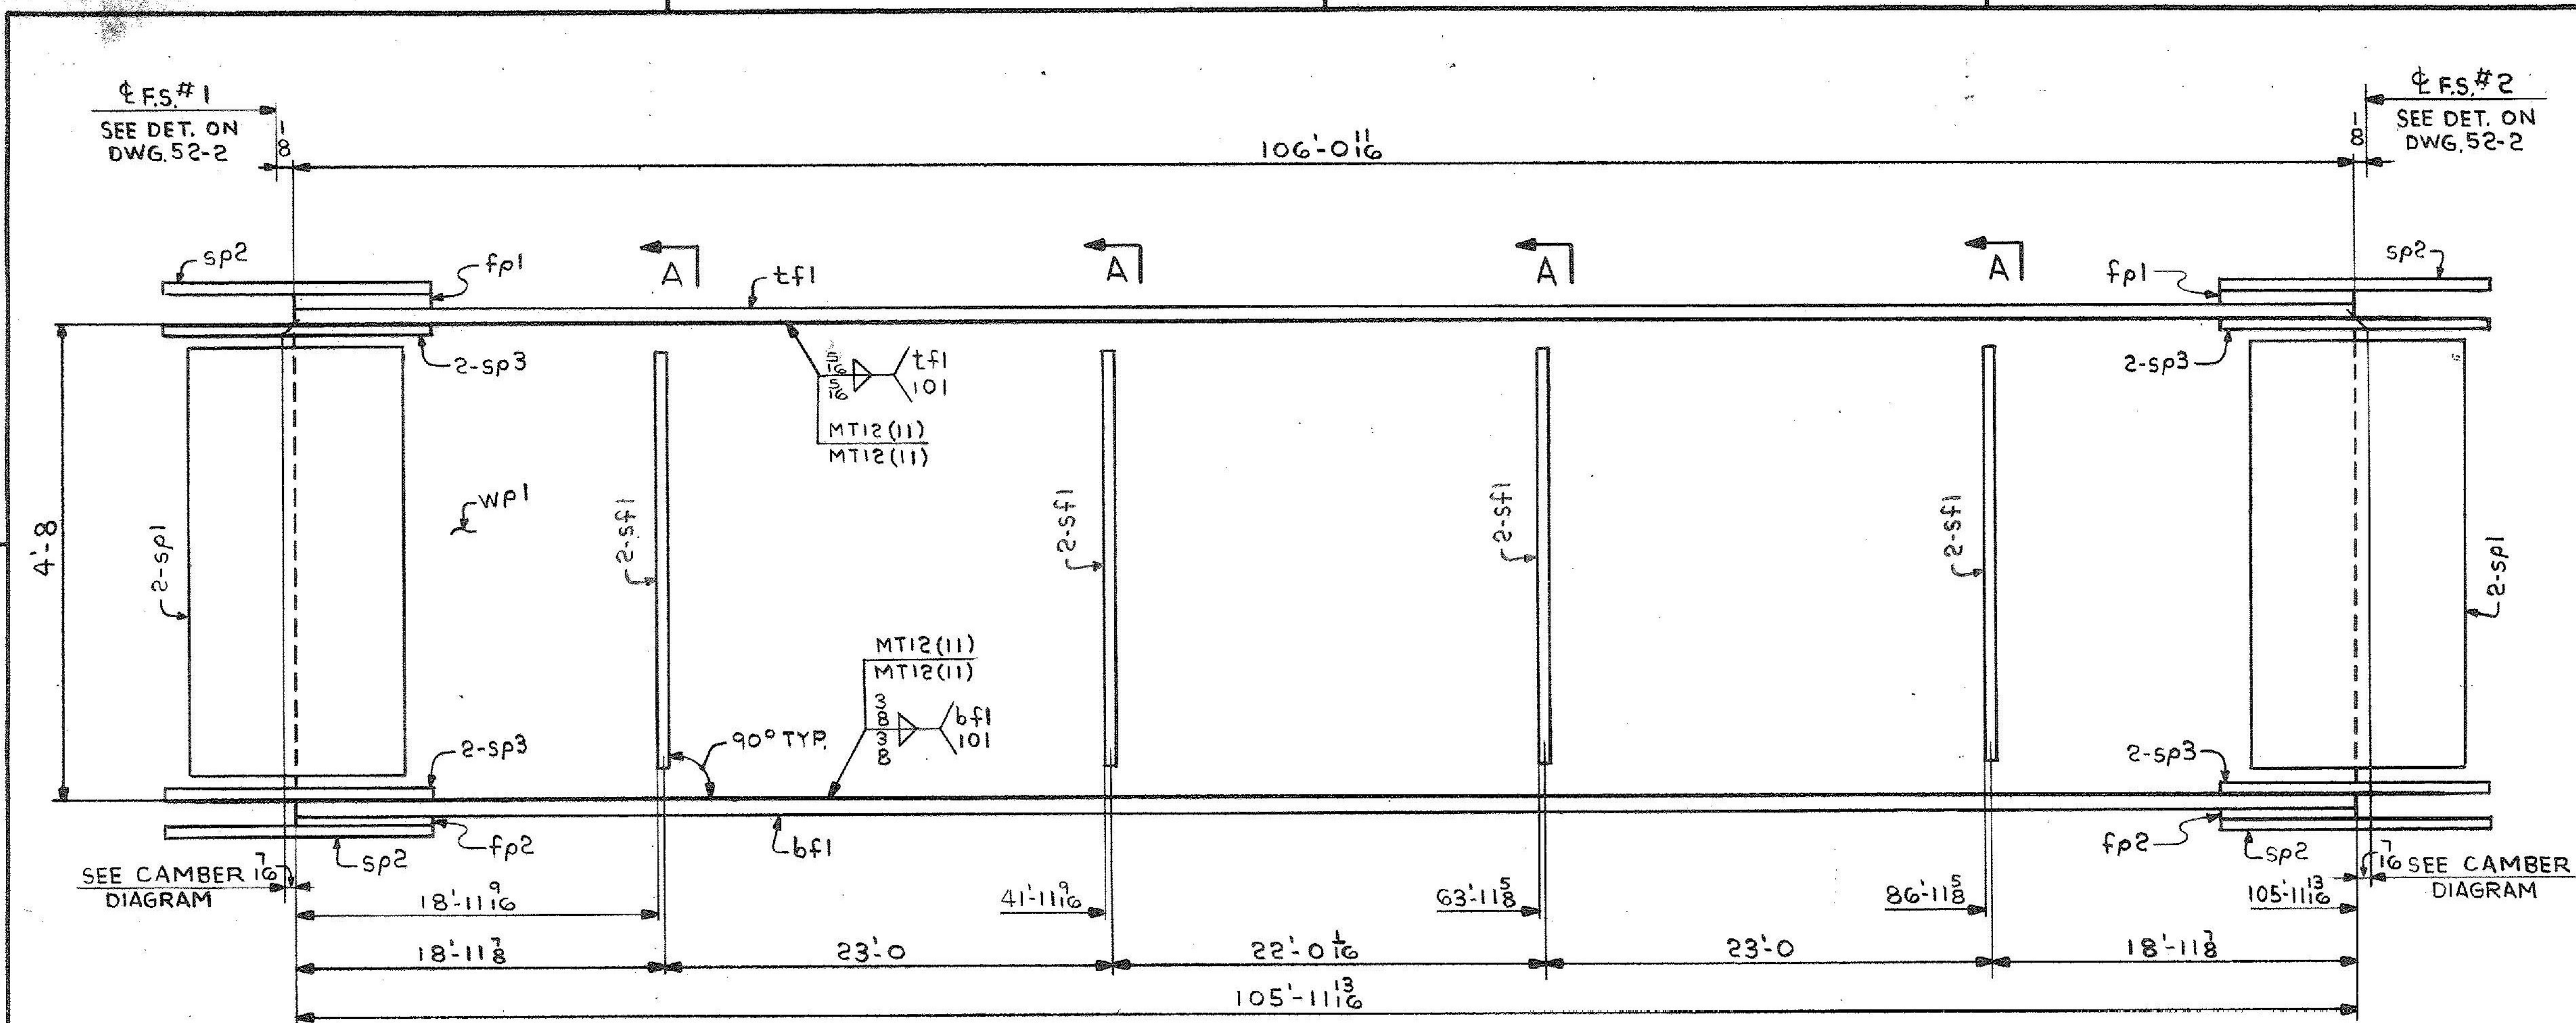 ℄ F.S. #1
SEE DET. ON
DWG. 52-2
1/8
106'-0 11/16
1/8
℄ F.S. #2
SEE DET. ON
DWG. 52-2
sp2
fp1
A
tf1
A
A
A
fp1
sp2
2-sp3
5/16
5/16
tf1
101
MT12(11)
MT12(11)
2-sp3
4'-8
2-sp1
wp1
2-sf1
2-sf1
2-sf1
2-sf1
2-sp1
MT12(11)
MT12(11)
3/8
3/8
bf1
101
90° TYP.
2-sp3
2-sp3
sp2
fp2
bf1
fp2
sp2
SEE CAMBER
DIAGRAM
7/16
7/16
SEE CAMBER
DIAGRAM
18'-11 9/16
41'-11 9/16
63'-11 5/8
86'-11 5/8
105'-11 13/16
18'-11 7/8
23'-0
22'-0 1/16
23'-0
18'-11 7/8
105'-11 13/16